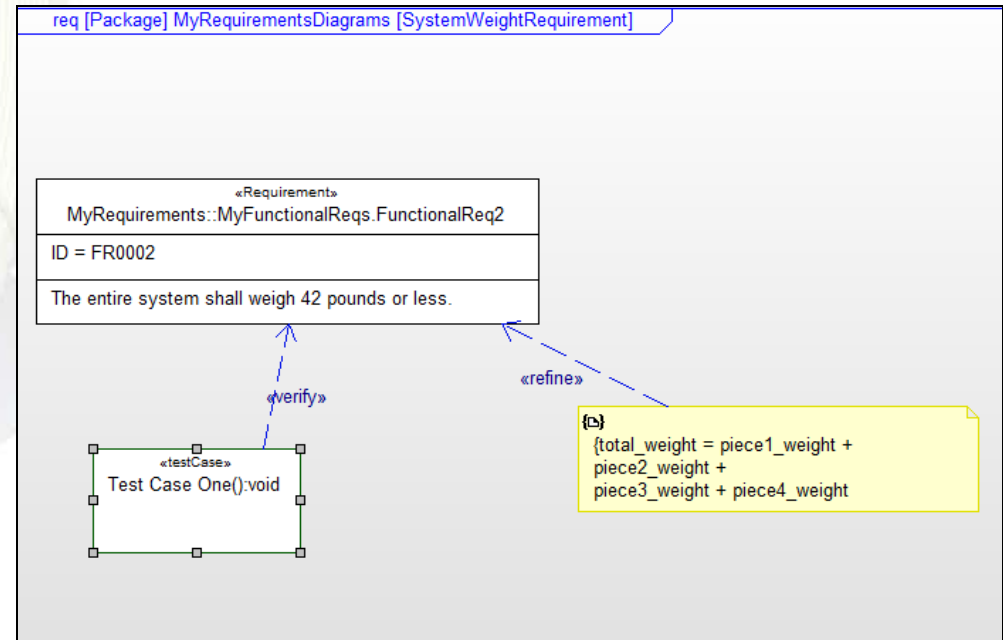 req [Package] MyRequirementsDiagrams [SystemWeightRequirement]
«Requirement»
MyRequirements::MyFunctionalReqs.FunctionalReq2
ID = FR0002
The entire system shall weigh 42 pounds or less.
«refine»
«verify»
{total_weight = piece1_weight +
piece2_weight +
piece3_weight + piece4_weight
«testCase»
Test Case One():void